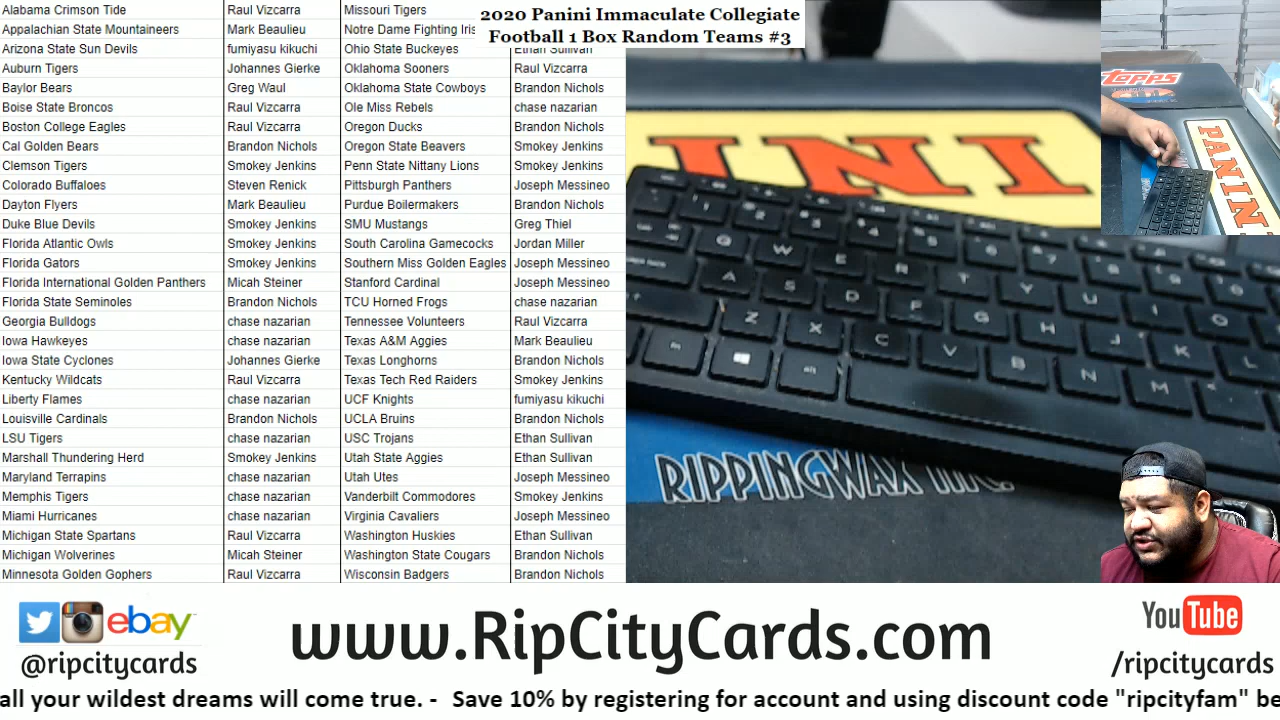 Alabama Crimson Tide Raul Vizcarra Missouri Tigers
2020 Panini Immaculate Collegiate
Football 1 Box Random Teams #3
Appalachian State Mountaineers Mark Beaulieu Notre Dame Fighting Iris
Arizona State Sun Devils fumiyasu kikuchi Ohio State Buckeyes Ethan Sullivan
Auburn Tigers Johannes Gierke Oklahoma Sooners Raul Vizcarra
Baylor Bears Greg Waul Oklahoma State Cowboys Brandon Nichols
Boise State Broncos Raul Vizcarra Ole Miss Rebels chase nazarian
Boston College Eagles Raul Vizcarra Oregon Ducks Brandon Nichols
Cal Golden Bears Brandon Nichols Oregon State Beavers Smokey Jenkins
Clemson Tigers Smokey Jenkins Penn State Nittany Lions Smokey Jenkins
Colorado Buffaloes Steven Renick Pittsburgh Panthers Joseph Messineo
Dayton Flyers Mark Beaulieu Purdue Boilermakers Brandon Nichols
Duke Blue Devils Smokey Jenkins SMU Mustangs Greg Thiel
Florida Atlantic Owls Smokey Jenkins South Carolina Gamecocks Jordan Miller
Florida Gators Smokey Jenkins Southern Miss Golden Eagles Joseph Messineo
Florida International Golden Panthers Micah Steiner Stanford Cardinal Joseph Messineo
Florida State Seminoles Brandon Nichols TCU Horned Frogs chase nazarian
Georgia Bulldogs chase nazarian Tennessee Volunteers Raul Vizcarra
Iowa Hawkeyes chase nazarian Texas A&M Aggies Mark Beaulieu
Iowa State Cyclones Johannes Gierke Texas Longhorns Brandon Nichols
Kentucky Wildcats Raul Vizcarra Texas Tech Red Raiders Smokey Jenkins
Liberty Flames chase nazarian UCF Knights fumiyasu kikuchi
Louisville Cardinals Brandon Nichols UCLA Bruins Brandon Nichols
LSU Tigers chase nazarian USC Trojans Ethan Sullivan
Marshall Thundering Herd Smokey Jenkins Utah State Aggies Ethan Sullivan
Maryland Terrapins chase nazarian Utah Utes Joseph Messineo
Memphis Tigers chase nazarian Vanderbilt Commodores Smokey Jenkins
Miami Hurricanes chase nazarian Virginia Cavaliers Joseph Messineo
Michigan State Spartans Raul Vizcarra Washington Huskies Ethan Sullivan
Michigan Wolverines Micah Steiner Washington State Cougars Brandon Nichols
Minnesota Golden Gophers Raul Vizcarra Wisconsin Badgers Brandon Nichols
INI
Q W E R T Y U I O
A S D F G H J K L
Z X C V B N M
alt
RIPPINGWAX INC.
Topps
PANINI
ebay
@ripcitycards
www.RipCityCards.com
YouTube
/ripcitycards
all your wildest dreams will come true. - Save 10% by registering for account and using discount code "ripcityfam" be